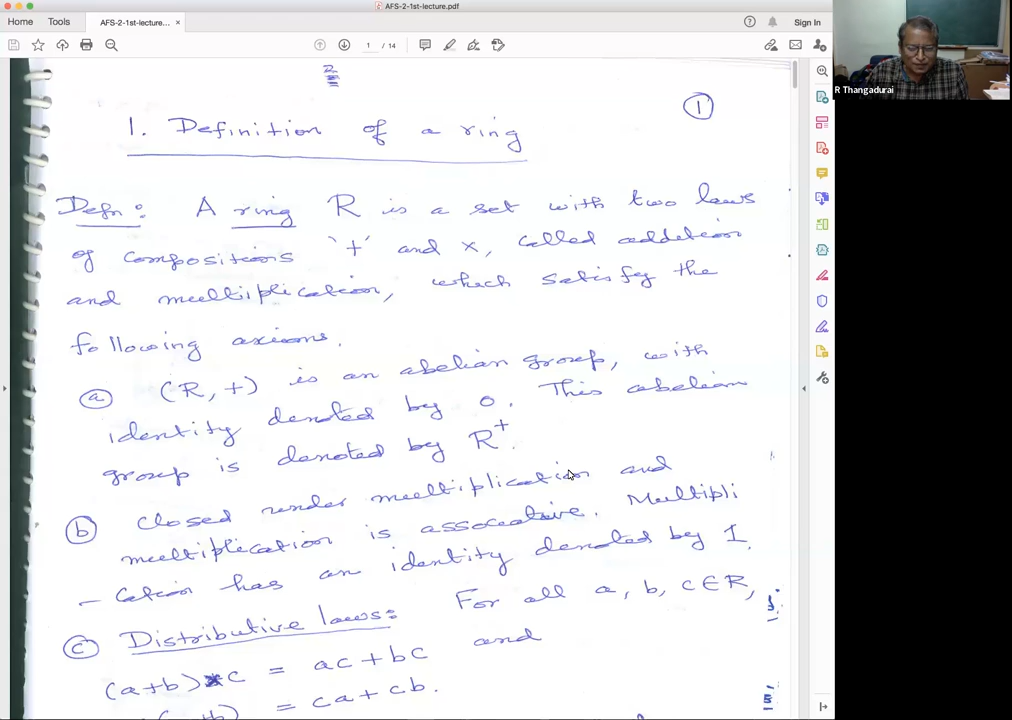 AFS-2-1st-lecture.pdf
Home Tools AFS-2-1st-lecture... × Sign In
1 / 14
R Thangadurai
2
1
1. Definition of a ring
Defn: A ring R is a set with two laws
of compositions '+' and ×, called addition
and multiplication, which satisfy the
following axioms.
a (R, +) is an abelian group, with
identity denoted by 0. This abelian
group is denoted by R⁺.
b closed under multiplication and
multiplication is associative. Multipli
- cation has an identity denoted by 1.
c Distributive laws: For all a, b, c ∈ R,
(a+b)*c = ac + bc and
= ca + cb.